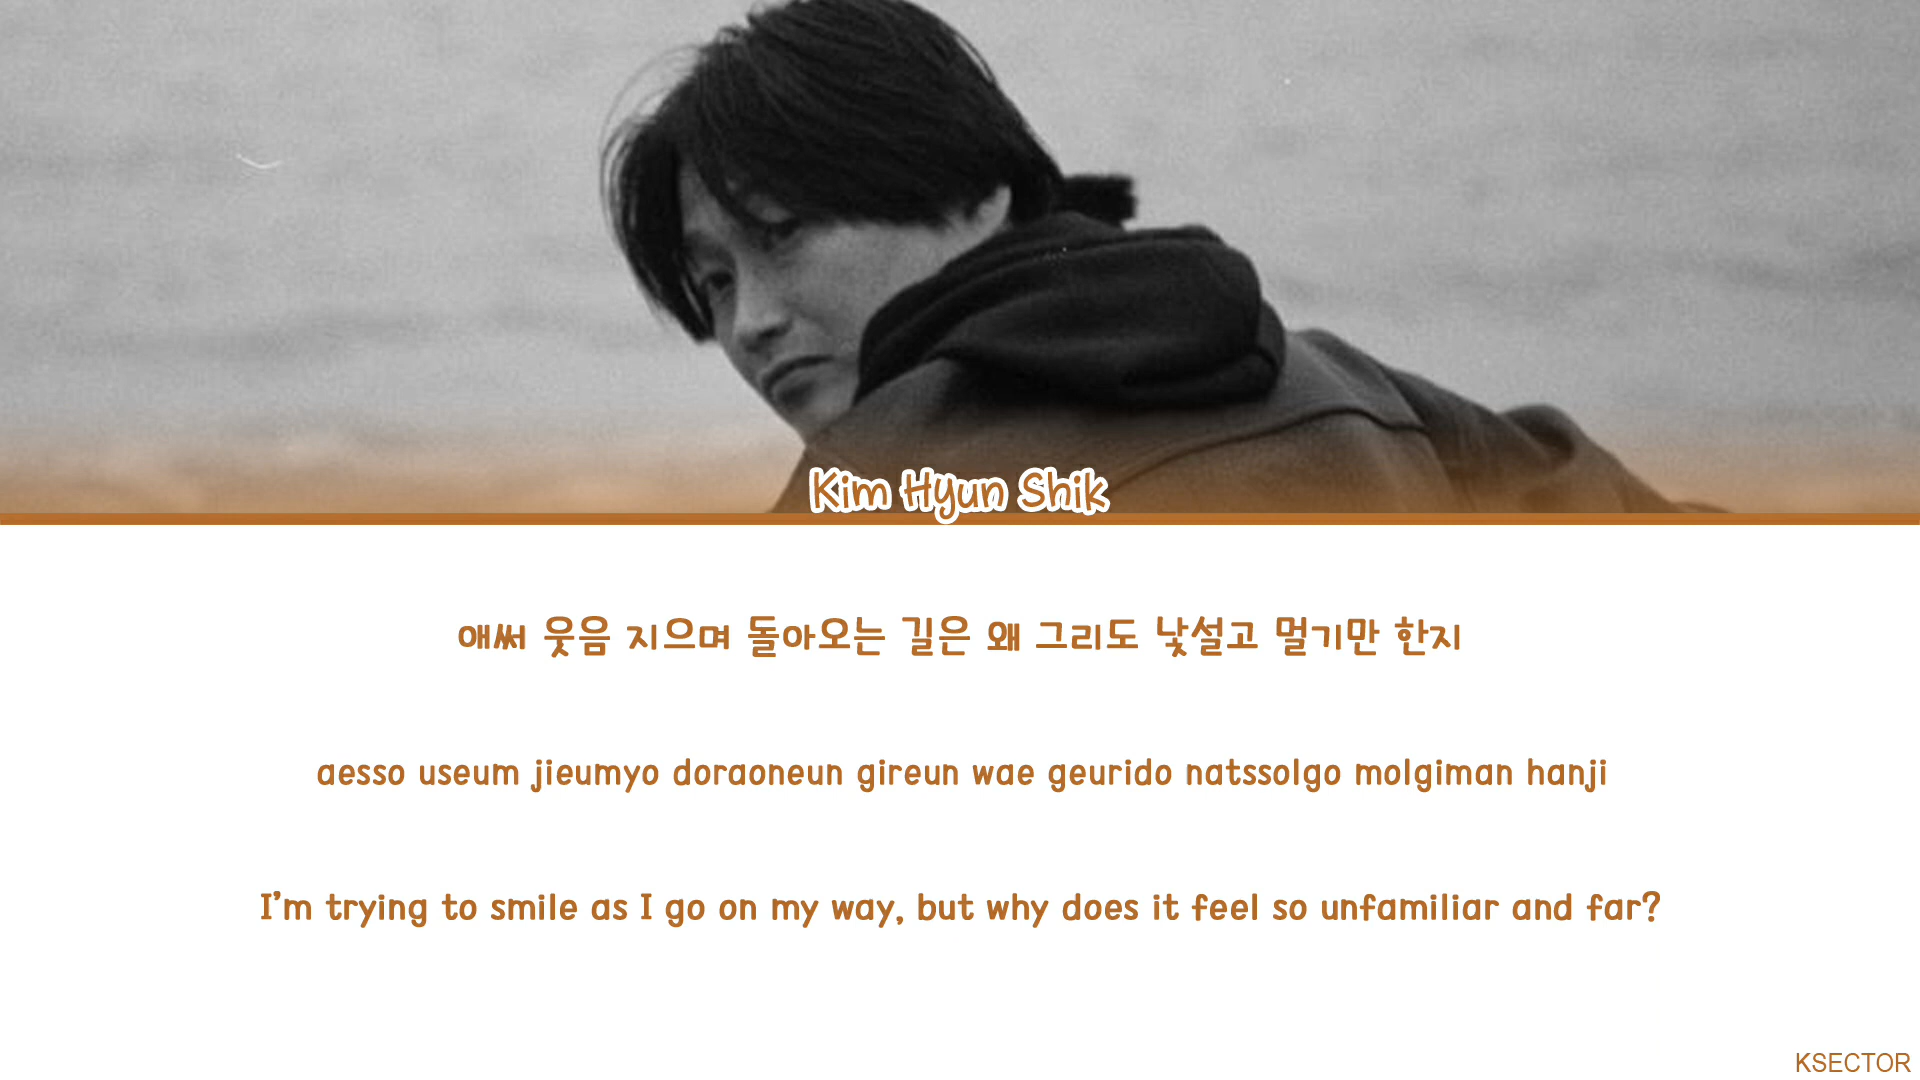 Kim Hyun Shik
애써 웃음 지으며 돌아오는 길은 왜 그리도 낯설고 멀기만 한지
aesso useum jieumyo doraoneun gireun wae geurido natssolgo molgiman hanji
I'm trying to smile as I go on my way, but why does it feel so unfamiliar and far?
KSECTOR